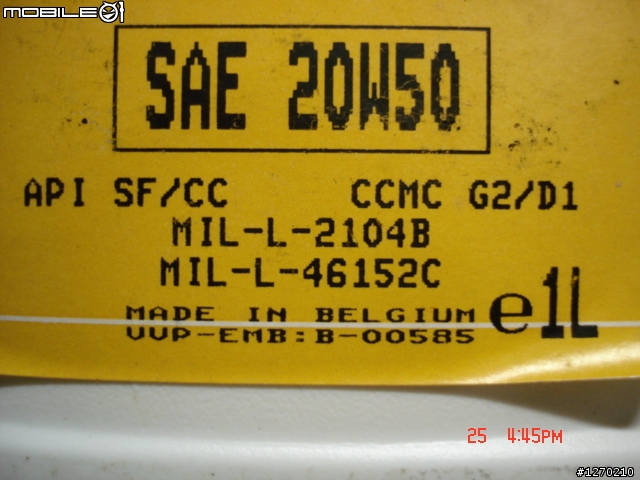 MOBILE01
SAE 20W50
API SF/CC CCMC G2/D1
MIL-L-2104B
MIL-L-46152C
MADE IN BELGIUM e1L
VVP-EMB:B-00585
25 4:45PM
#1270210